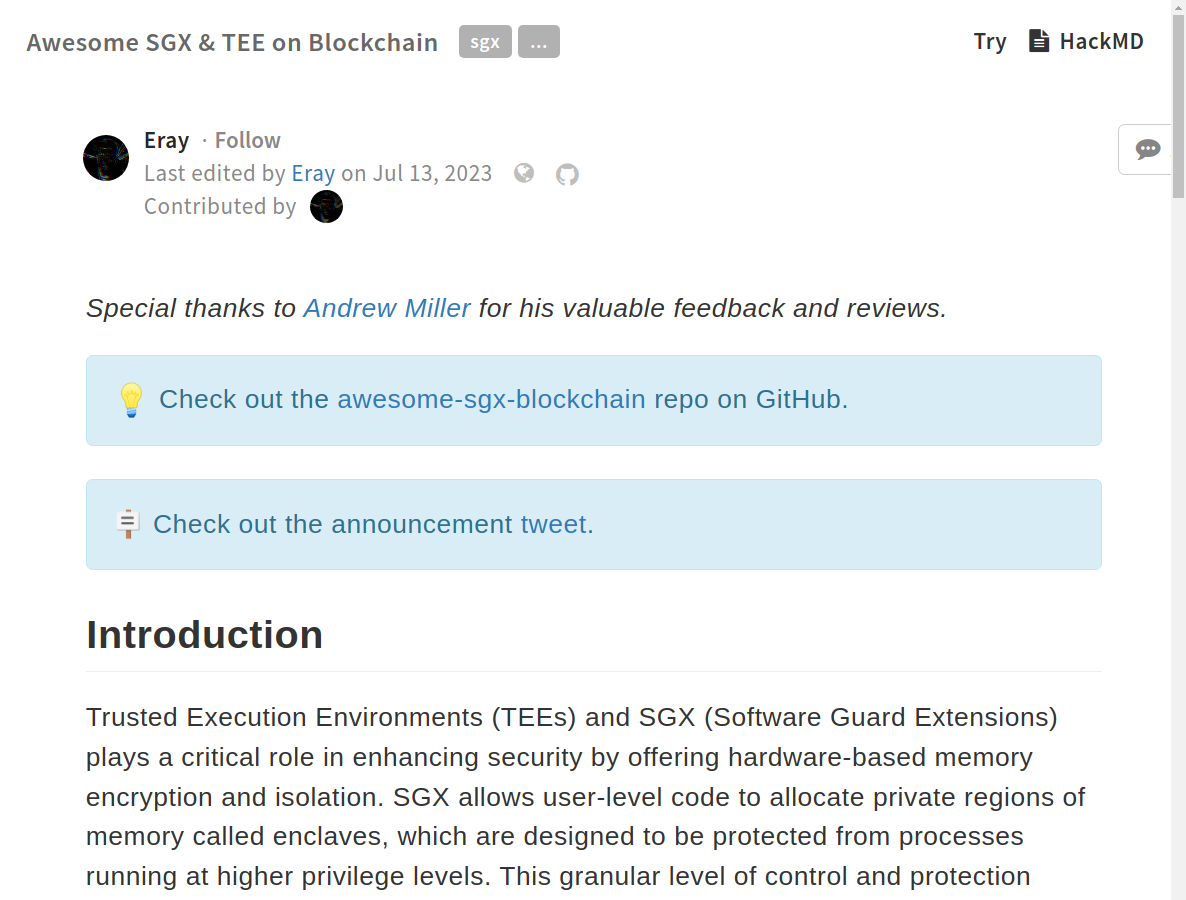 Awesome SGX & TEE on Blockchain sgx ... Try HackMD
Eray · Follow
Last edited by Eray on Jul 13, 2023
Contributed by
Special thanks to Andrew Miller for his valuable feedback and reviews.
💡 Check out the awesome-sgx-blockchain repo on GitHub.
🪧 Check out the announcement tweet.
Introduction
Trusted Execution Environments (TEEs) and SGX (Software Guard Extensions)
plays a critical role in enhancing security by offering hardware-based memory
encryption and isolation. SGX allows user-level code to allocate private regions of
memory called enclaves, which are designed to be protected from processes
running at higher privilege levels. This granular level of control and protection